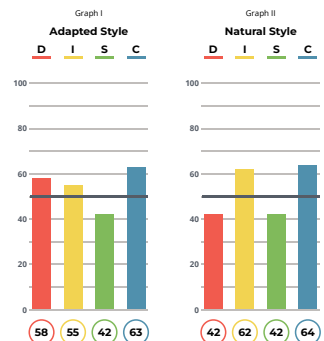 Graph I
Adapted Style
D I S C
100
80
60
40
20
0
58 55 42 63
Graph II
Natural Style
D I S C
100
80
60
40
20
0
42 62 42 64